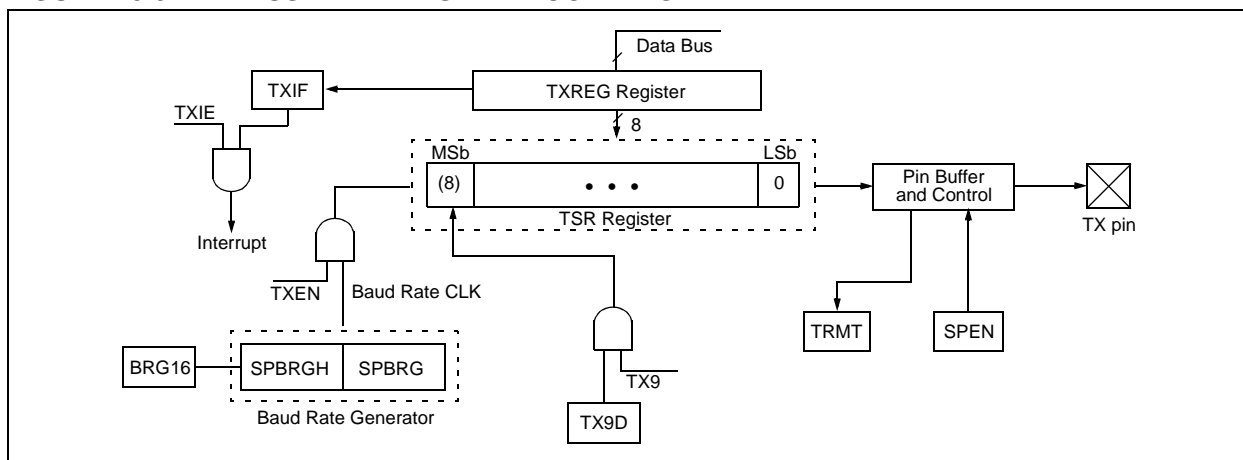 Data Bus
TXIF
TXREG Register
TXIE
8
MSb
LSb
(8)
• • •
0
TSR Register
Pin Buffer
and Control
TX pin
Interrupt
TXEN
Baud Rate CLK
TRMT
SPEN
BRG16
SPBRGH
SPBRG
TX9
Baud Rate Generator
TX9D